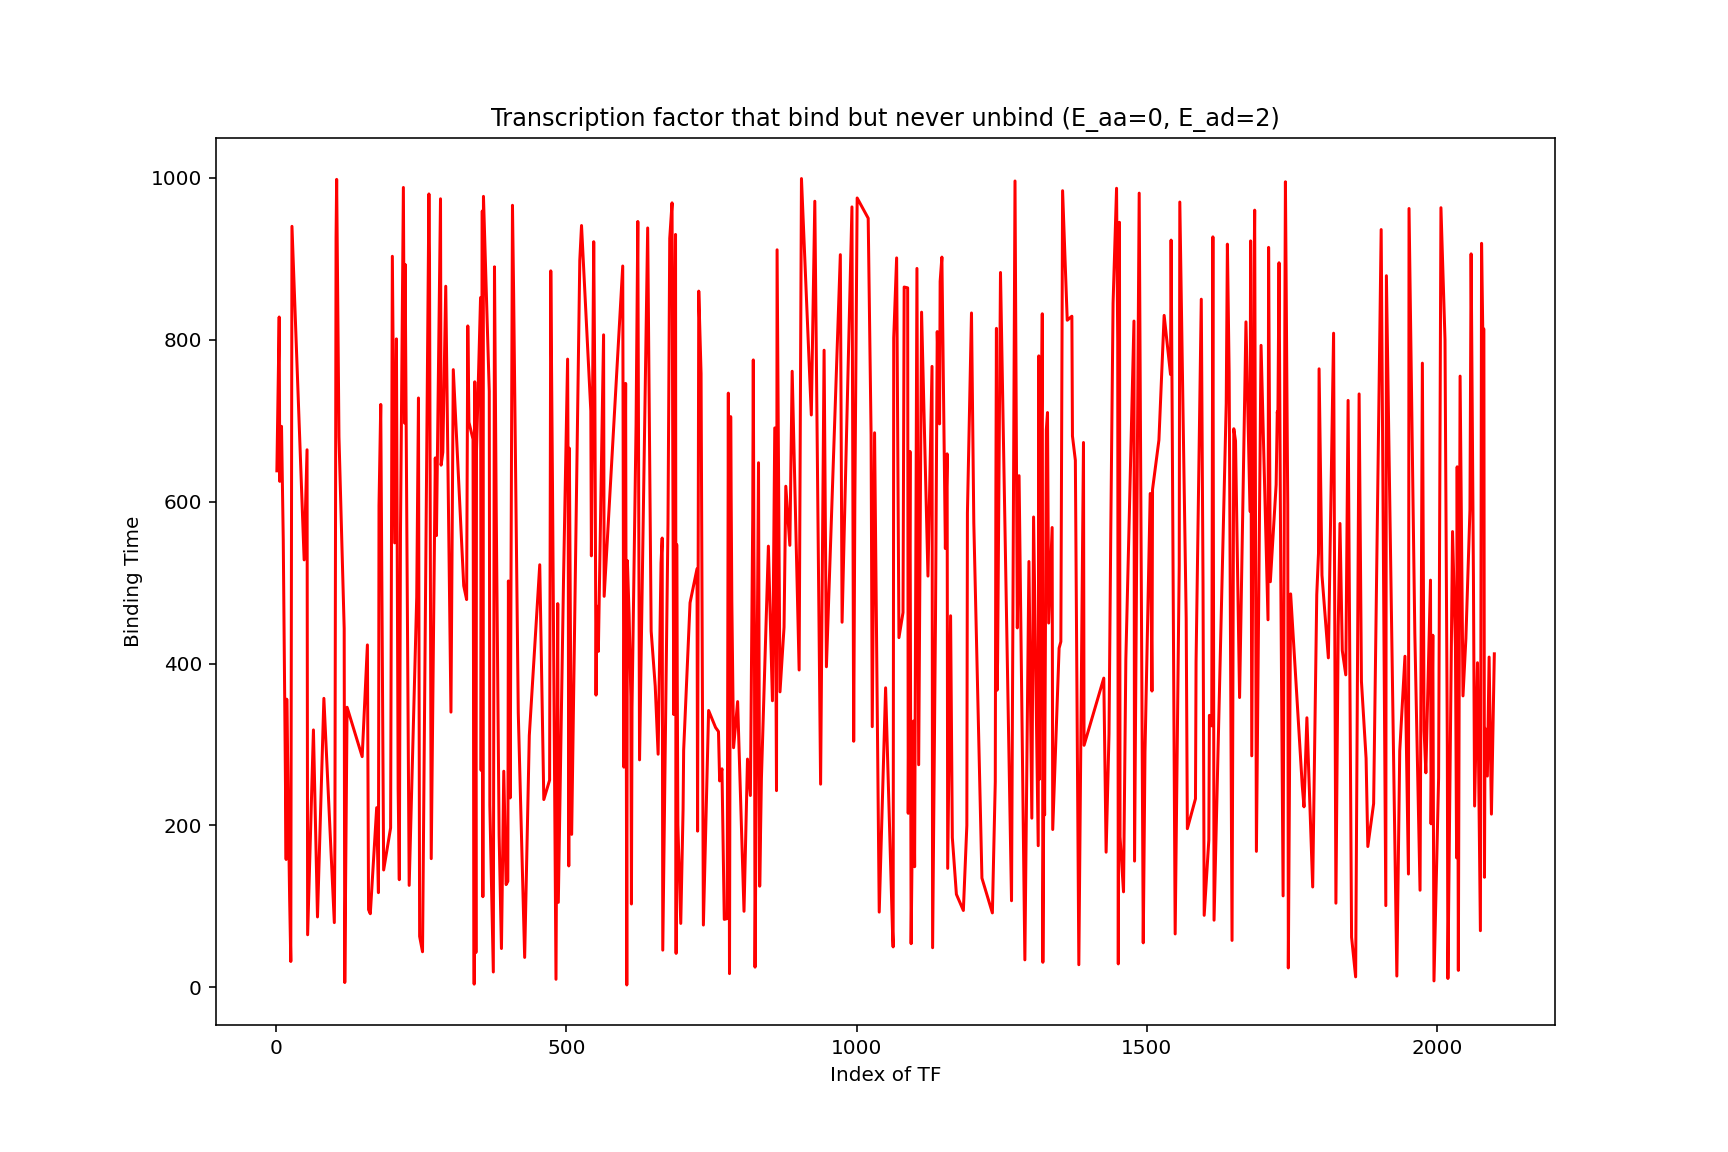 Transcription factor that bind but never unbind (E_aa=0, E_ad=2)
1000
800
600
400
200
0
Binding Time
0 500 1000 1500 2000
Index of TF